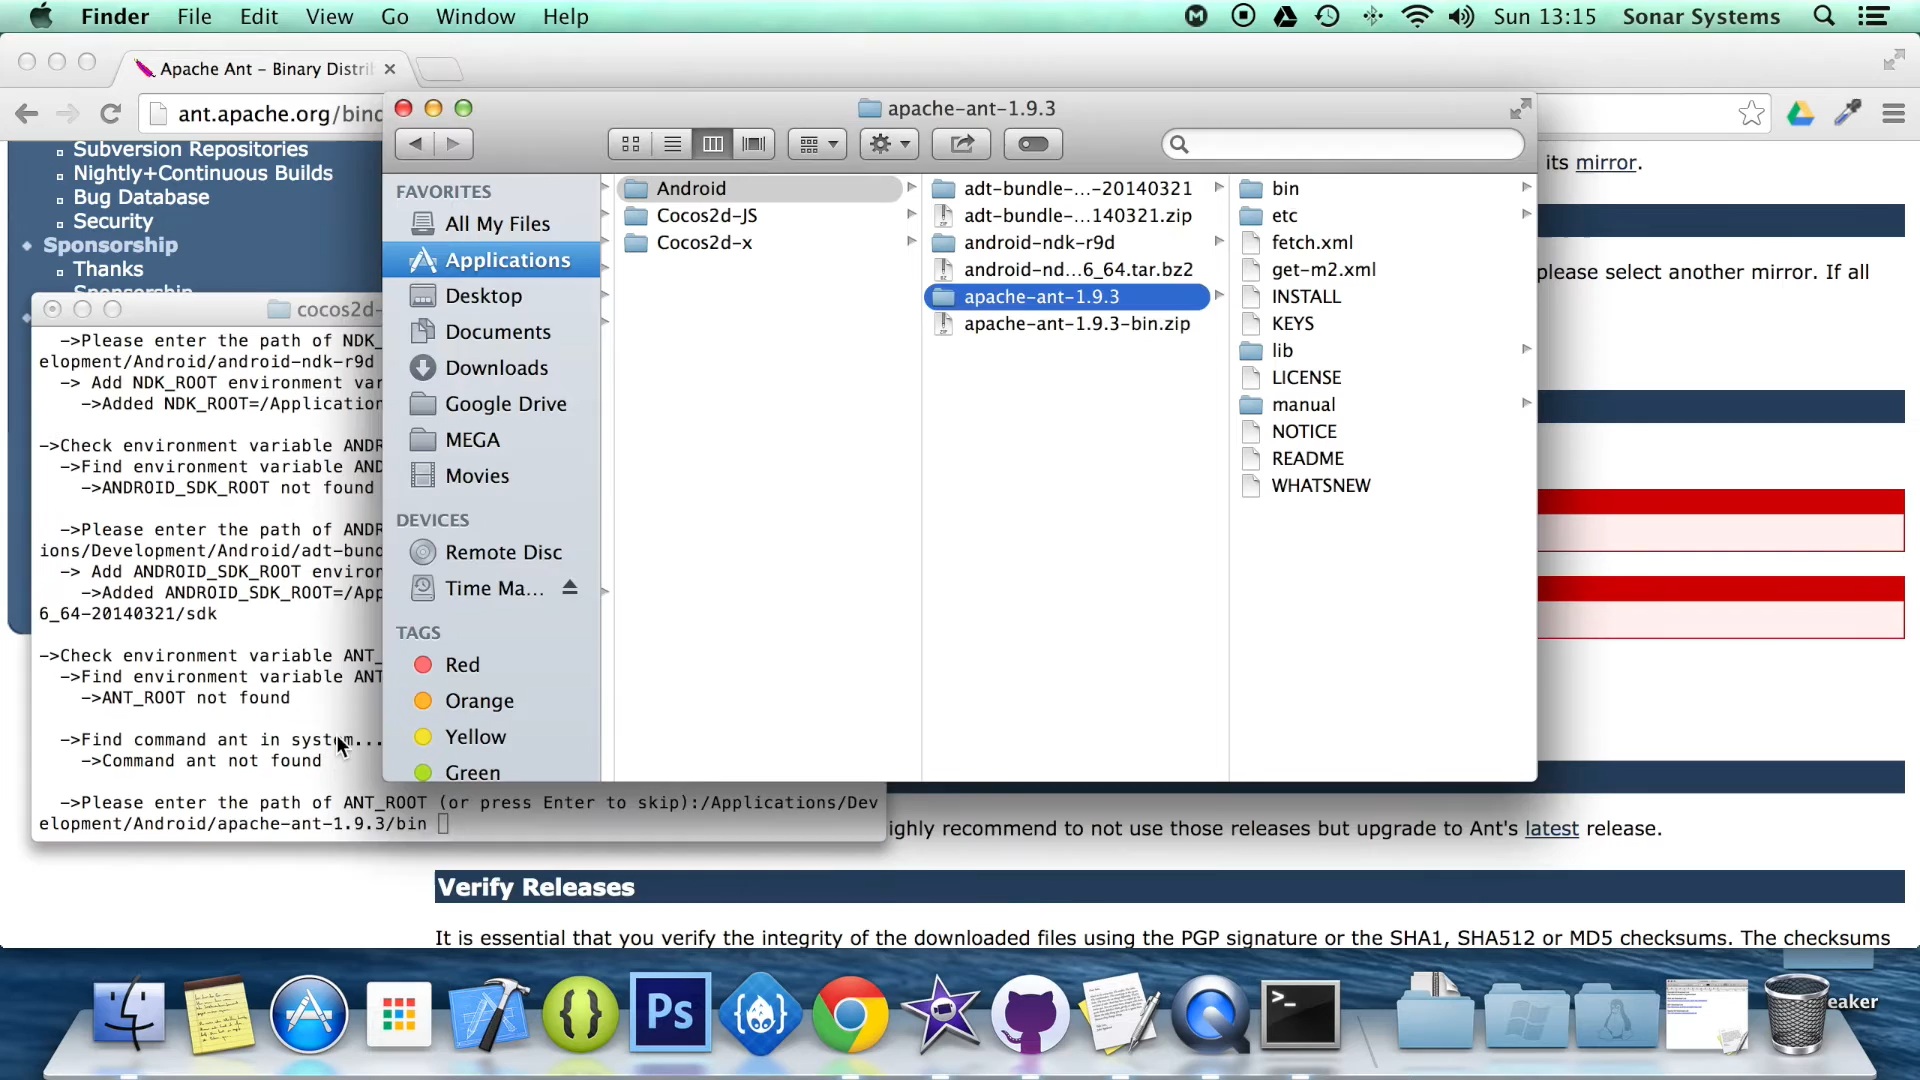 Finder File Edit View Go Window Help Sun 13:15 Sonar Systems
Apache Ant – Binary Distri
ant.apache.org/bin
Subversion Repositories
Nightly+Continuous Builds
Bug Database
Security
Sponsorship
Thanks
Sponsorship
its mirror.
please select another mirror. If all
apache-ant-1.9.3
FAVORITES
All My Files
Applications
Desktop
Documents
Downloads
Google Drive
MEGA
Movies
DEVICES
Remote Disc
Time Ma...
TAGS
Red
Orange
Yellow
Green
Android
Cocos2d-JS
Cocos2d-x
adt-bundle-...-20140321
adt-bundle-...140321.zip
android-ndk-r9d
android-nd...6_64.tar.bz2
apache-ant-1.9.3
apache-ant-1.9.3-bin.zip
bin
etc
fetch.xml
get-m2.xml
INSTALL
KEYS
lib
LICENSE
manual
NOTICE
README
WHATSNEW
cocos2d-
->Please enter the path of NDK_
elopment/Android/android-ndk-r9d
-> Add NDK_ROOT environment var
->Added NDK_ROOT=/Application
->Check environment variable ANDR
->Find environment variable AND
->ANDROID_SDK_ROOT not found
->Please enter the path of ANDR
ions/Development/Android/adt-bund
-> Add ANDROID_SDK_ROOT environ
->Added ANDROID_SDK_ROOT=/App
6_64-20140321/sdk
->Check environment variable ANT_
->Find environment variable ANT
->ANT_ROOT not found
->Find command ant in system...
->Command ant not found
->Please enter the path of ANT_ROOT (or press Enter to skip):/Applications/Dev
elopment/Android/apache-ant-1.9.3/bin
ighly recommend to not use those releases but upgrade to Ant's latest release.
Verify Releases
It is essential that you verify the integrity of the downloaded files using the PGP signature or the SHA1, SHA512 or MD5 checksums. The checksums
Ps
>_
eaker